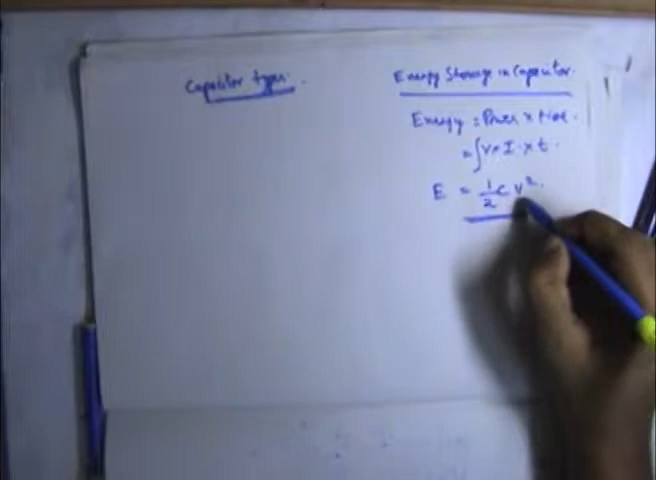 Capacitor types.
Energy Storage in Capacitor.
Energy = Power × time.
= ∫V × I × t.
E = 1/2 C V².